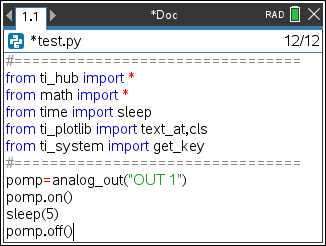 1.1 *Doc RAD
*test.py 12/12
#================================
from ti_hub import *
from math import *
from time import sleep
from ti_plotlib import text_at,cls
from ti_system import get_key
#================================
pomp=analog_out("OUT 1")
pomp.on()
sleep(5)
pomp.off()